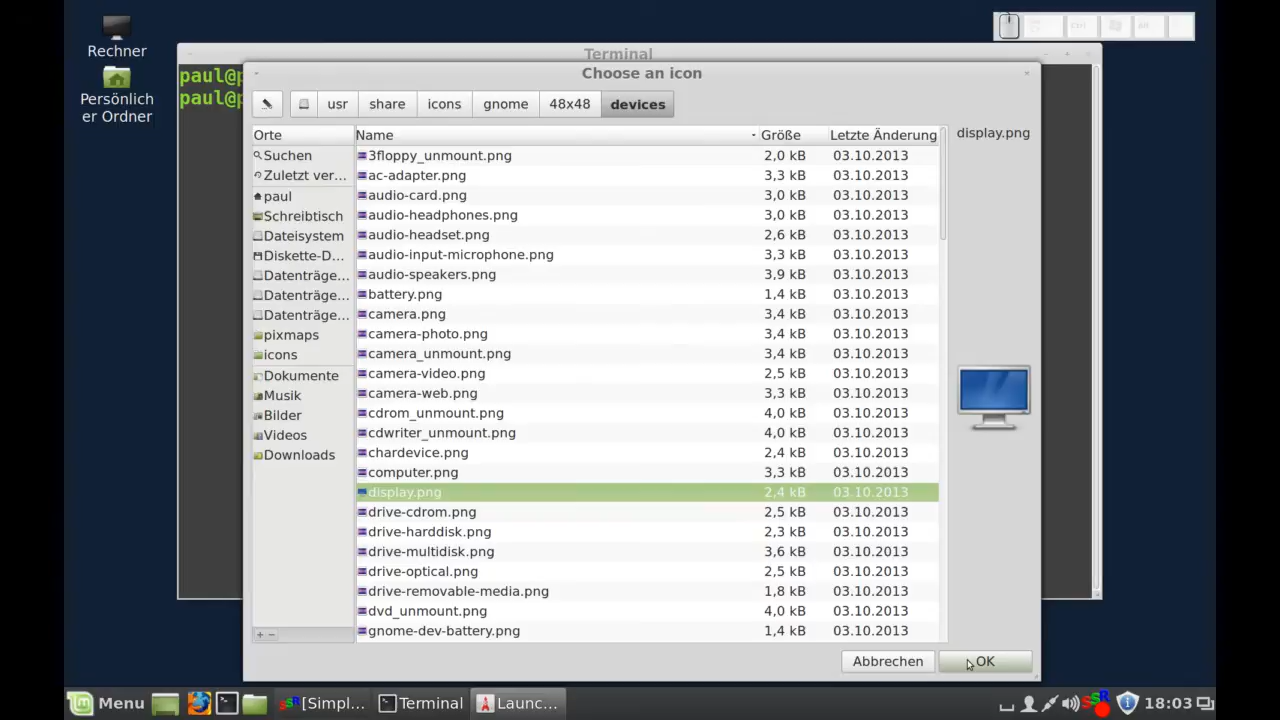 Rechner
Persönlich
er Ordner
Terminal
paul@p
paul@p
Choose an icon
usr share icons gnome 48x48 devices
Orte
Suchen
Zuletzt ver...
paul
Schreibtisch
Dateisystem
Diskette-D...
Datenträge...
Datenträge...
Datenträge...
pixmaps
icons
Dokumente
Musik
Bilder
Videos
Downloads
Name Größe Letzte Änderung
3floppy_unmount.png 2,0 kB 03.10.2013
ac-adapter.png 3,3 kB 03.10.2013
audio-card.png 3,0 kB 03.10.2013
audio-headphones.png 3,0 kB 03.10.2013
audio-headset.png 2,6 kB 03.10.2013
audio-input-microphone.png 3,3 kB 03.10.2013
audio-speakers.png 3,9 kB 03.10.2013
battery.png 1,4 kB 03.10.2013
camera.png 3,4 kB 03.10.2013
camera-photo.png 3,4 kB 03.10.2013
camera_unmount.png 3,4 kB 03.10.2013
camera-video.png 2,5 kB 03.10.2013
camera-web.png 3,3 kB 03.10.2013
cdrom_unmount.png 4,0 kB 03.10.2013
cdwriter_unmount.png 4,0 kB 03.10.2013
chardevice.png 2,4 kB 03.10.2013
computer.png 3,3 kB 03.10.2013
display.png 2,4 kB 03.10.2013
drive-cdrom.png 2,5 kB 03.10.2013
drive-harddisk.png 2,3 kB 03.10.2013
drive-multidisk.png 3,6 kB 03.10.2013
drive-optical.png 2,5 kB 03.10.2013
drive-removable-media.png 1,8 kB 03.10.2013
dvd_unmount.png 4,0 kB 03.10.2013
gnome-dev-battery.png 1,4 kB 03.10.2013
display.png
Abbrechen OK
Menu [Simpl... Terminal Launc... 18:03